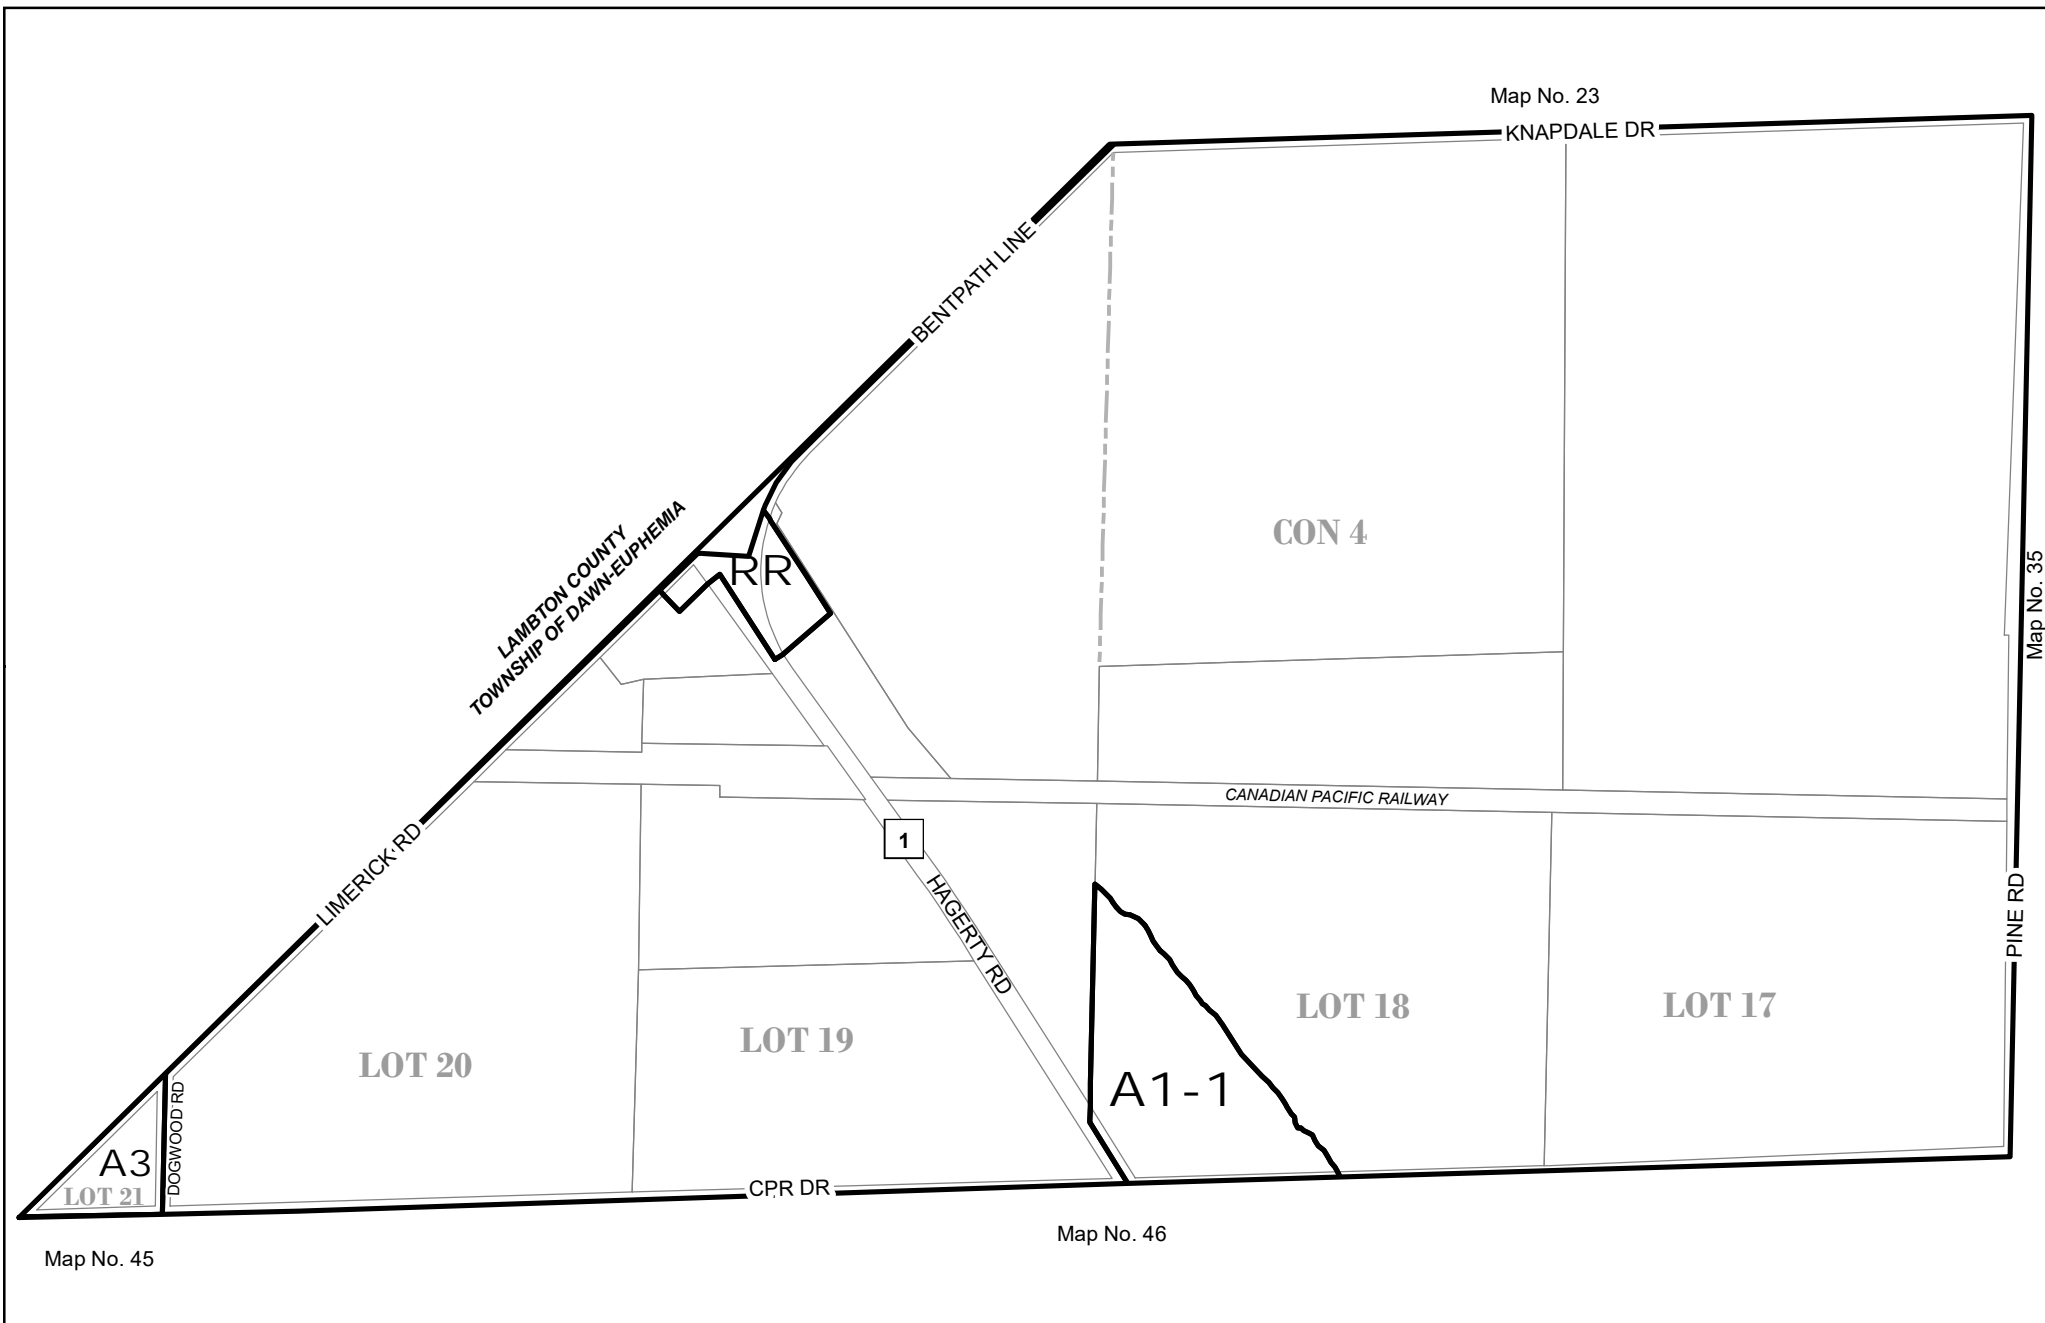 Map No. 23
KNAPDALE DR
BENTPATH LINE
LAMBTON COUNTY
TOWNSHIP OF DAWN-EUPHEMIA
CON 4
RR
Map No. 35
CANADIAN PACIFIC RAILWAY
1
LIMERICK RD
HAGERTY RD
PINE RD
LOT 18
LOT 17
LOT 19
LOT 20
A1-1
DOGWOOD RD
A3
LOT 21
CPR DR
Map No. 46
Map No. 45